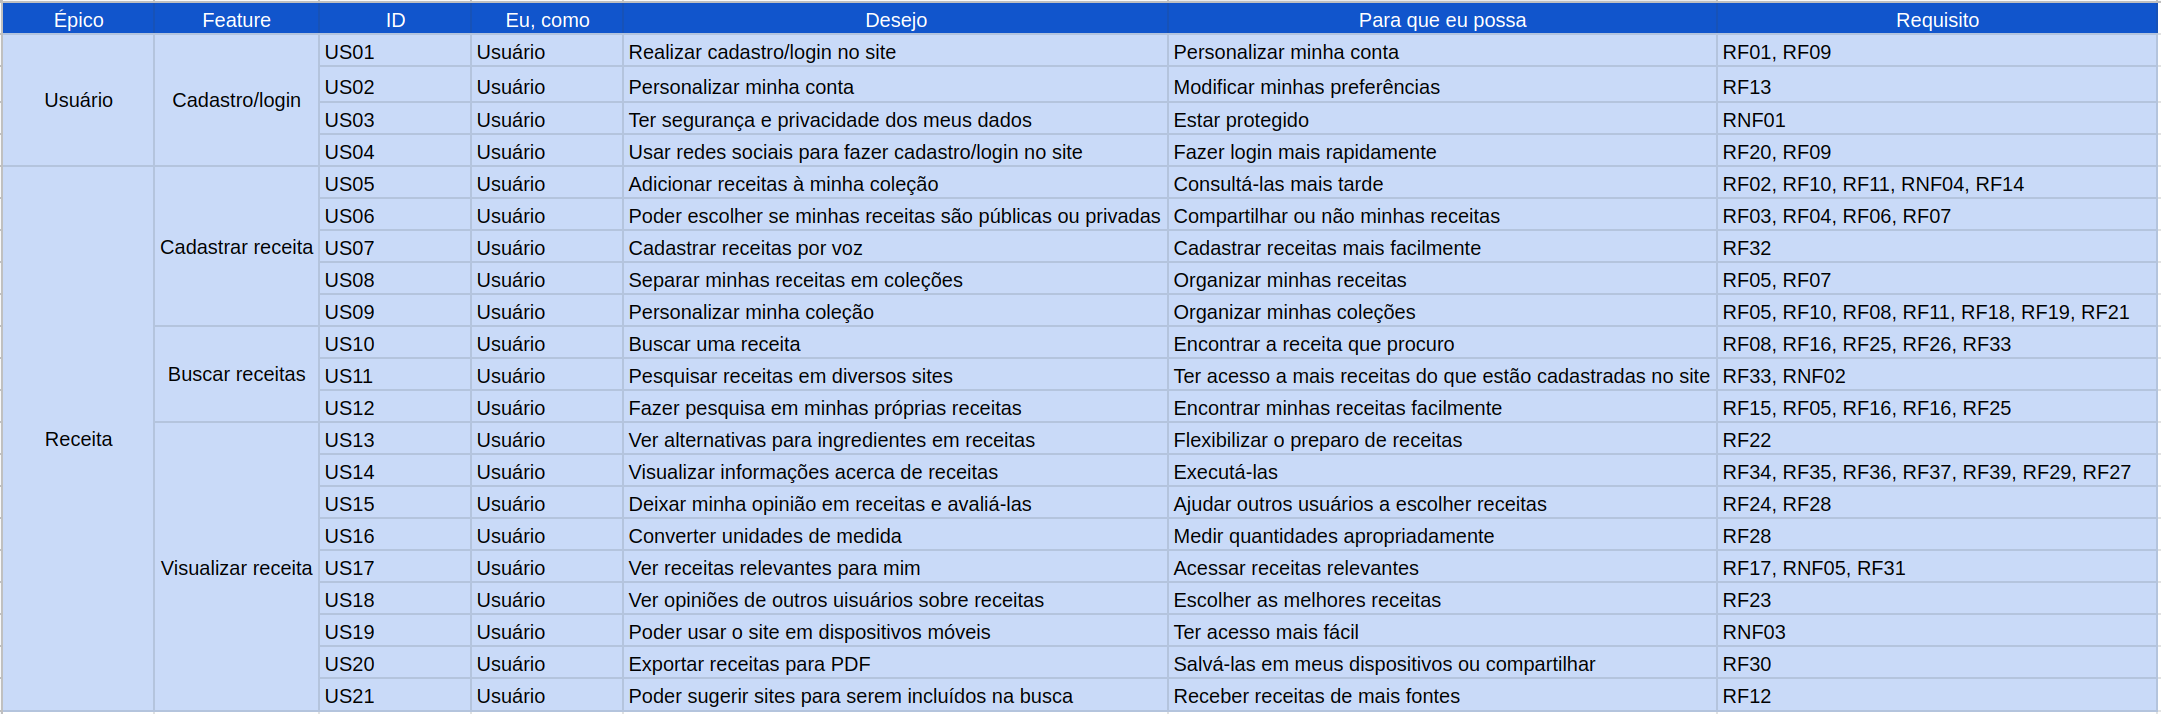 Épico Feature ID Eu, como Desejo Para que eu possa Requisito
Usuário Cadastro/login US01 Usuário Realizar cadastro/login no site Personalizar minha conta RF01, RF09
US02 Usuário Personalizar minha conta Modificar minhas preferências RF13
US03 Usuário Ter segurança e privacidade dos meus dados Estar protegido RNF01
US04 Usuário Usar redes sociais para fazer cadastro/login no site Fazer login mais rapidamente RF20, RF09
Receita Cadastrar receita US05 Usuário Adicionar receitas à minha coleção Consultá-las mais tarde RF02, RF10, RF11, RNF04, RF14
US06 Usuário Poder escolher se minhas receitas são públicas ou privadas Compartilhar ou não minhas receitas RF03, RF04, RF06, RF07
US07 Usuário Cadastrar receitas por voz Cadastrar receitas mais facilmente RF32
US08 Usuário Separar minhas receitas em coleções Organizar minhas receitas RF05, RF07
US09 Usuário Personalizar minha coleção Organizar minhas coleções RF05, RF10, RF08, RF11, RF18, RF19, RF21
Buscar receitas US10 Usuário Buscar uma receita Encontrar a receita que procuro RF08, RF16, RF25, RF26, RF33
US11 Usuário Pesquisar receitas em diversos sites Ter acesso a mais receitas do que estão cadastradas no site RF33, RNF02
US12 Usuário Fazer pesquisa em minhas próprias receitas Encontrar minhas receitas facilmente RF15, RF05, RF16, RF16, RF25
Visualizar receita US13 Usuário Ver alternativas para ingredientes em receitas Flexibilizar o preparo de receitas RF22
US14 Usuário Visualizar informações acerca de receitas Executá-las RF34, RF35, RF36, RF37, RF39, RF29, RF27
US15 Usuário Deixar minha opinião em receitas e avaliá-las Ajudar outros usuários a escolher receitas RF24, RF28
US16 Usuário Converter unidades de medida Medir quantidades apropriadamente RF28
US17 Usuário Ver receitas relevantes para mim Acessar receitas relevantes RF17, RNF05, RF31
US18 Usuário Ver opiniões de outros uisuários sobre receitas Escolher as melhores receitas RF23
US19 Usuário Poder usar o site em dispositivos móveis Ter acesso mais fácil RNF03
US20 Usuário Exportar receitas para PDF Salvá-las em meus dispositivos ou compartilhar RF30
US21 Usuário Poder sugerir sites para serem incluídos na busca Receber receitas de mais fontes RF12